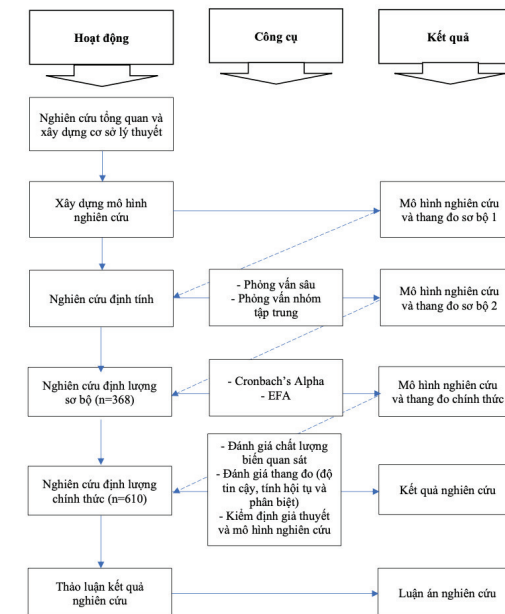 Hoạt động
Công cụ
Kết quả
Nghiên cứu tổng quan và
xây dựng cơ sở lý thuyết
Xây dựng mô hình
nghiên cứu
Mô hình nghiên cứu
và thang đo sơ bộ 1
Nghiên cứu định tính
- Phỏng vấn sâu
- Phỏng vấn nhóm
tập trung
Mô hình nghiên cứu
và thang đo sơ bộ 2
Nghiên cứu định lượng
sơ bộ (n=368)
- Cronbach’s Alpha
- EFA
Mô hình nghiên cứu
và thang đo chính thức
Nghiên cứu định lượng
chính thức (n=610)
- Đánh giá chất lượng
biến quan sát
- Đánh giá thang đo (độ
tin cậy, tính hội tụ và
phân biệt)
- Kiểm định giả thuyết
và mô hình nghiên cứu
Kết quả nghiên cứu
Thảo luận kết quả
nghiên cứu
Luận án nghiên cứu